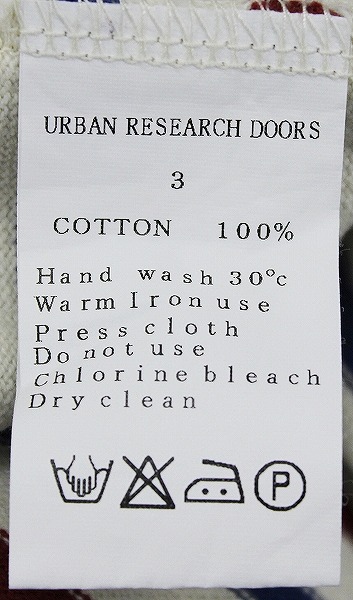 URBAN RESEARCH DOORS
3
COTTON 100%
Hand wash 30°c
Warm Iron use
Press cloth
Do not use
chlorine bleach
Dry clean
P